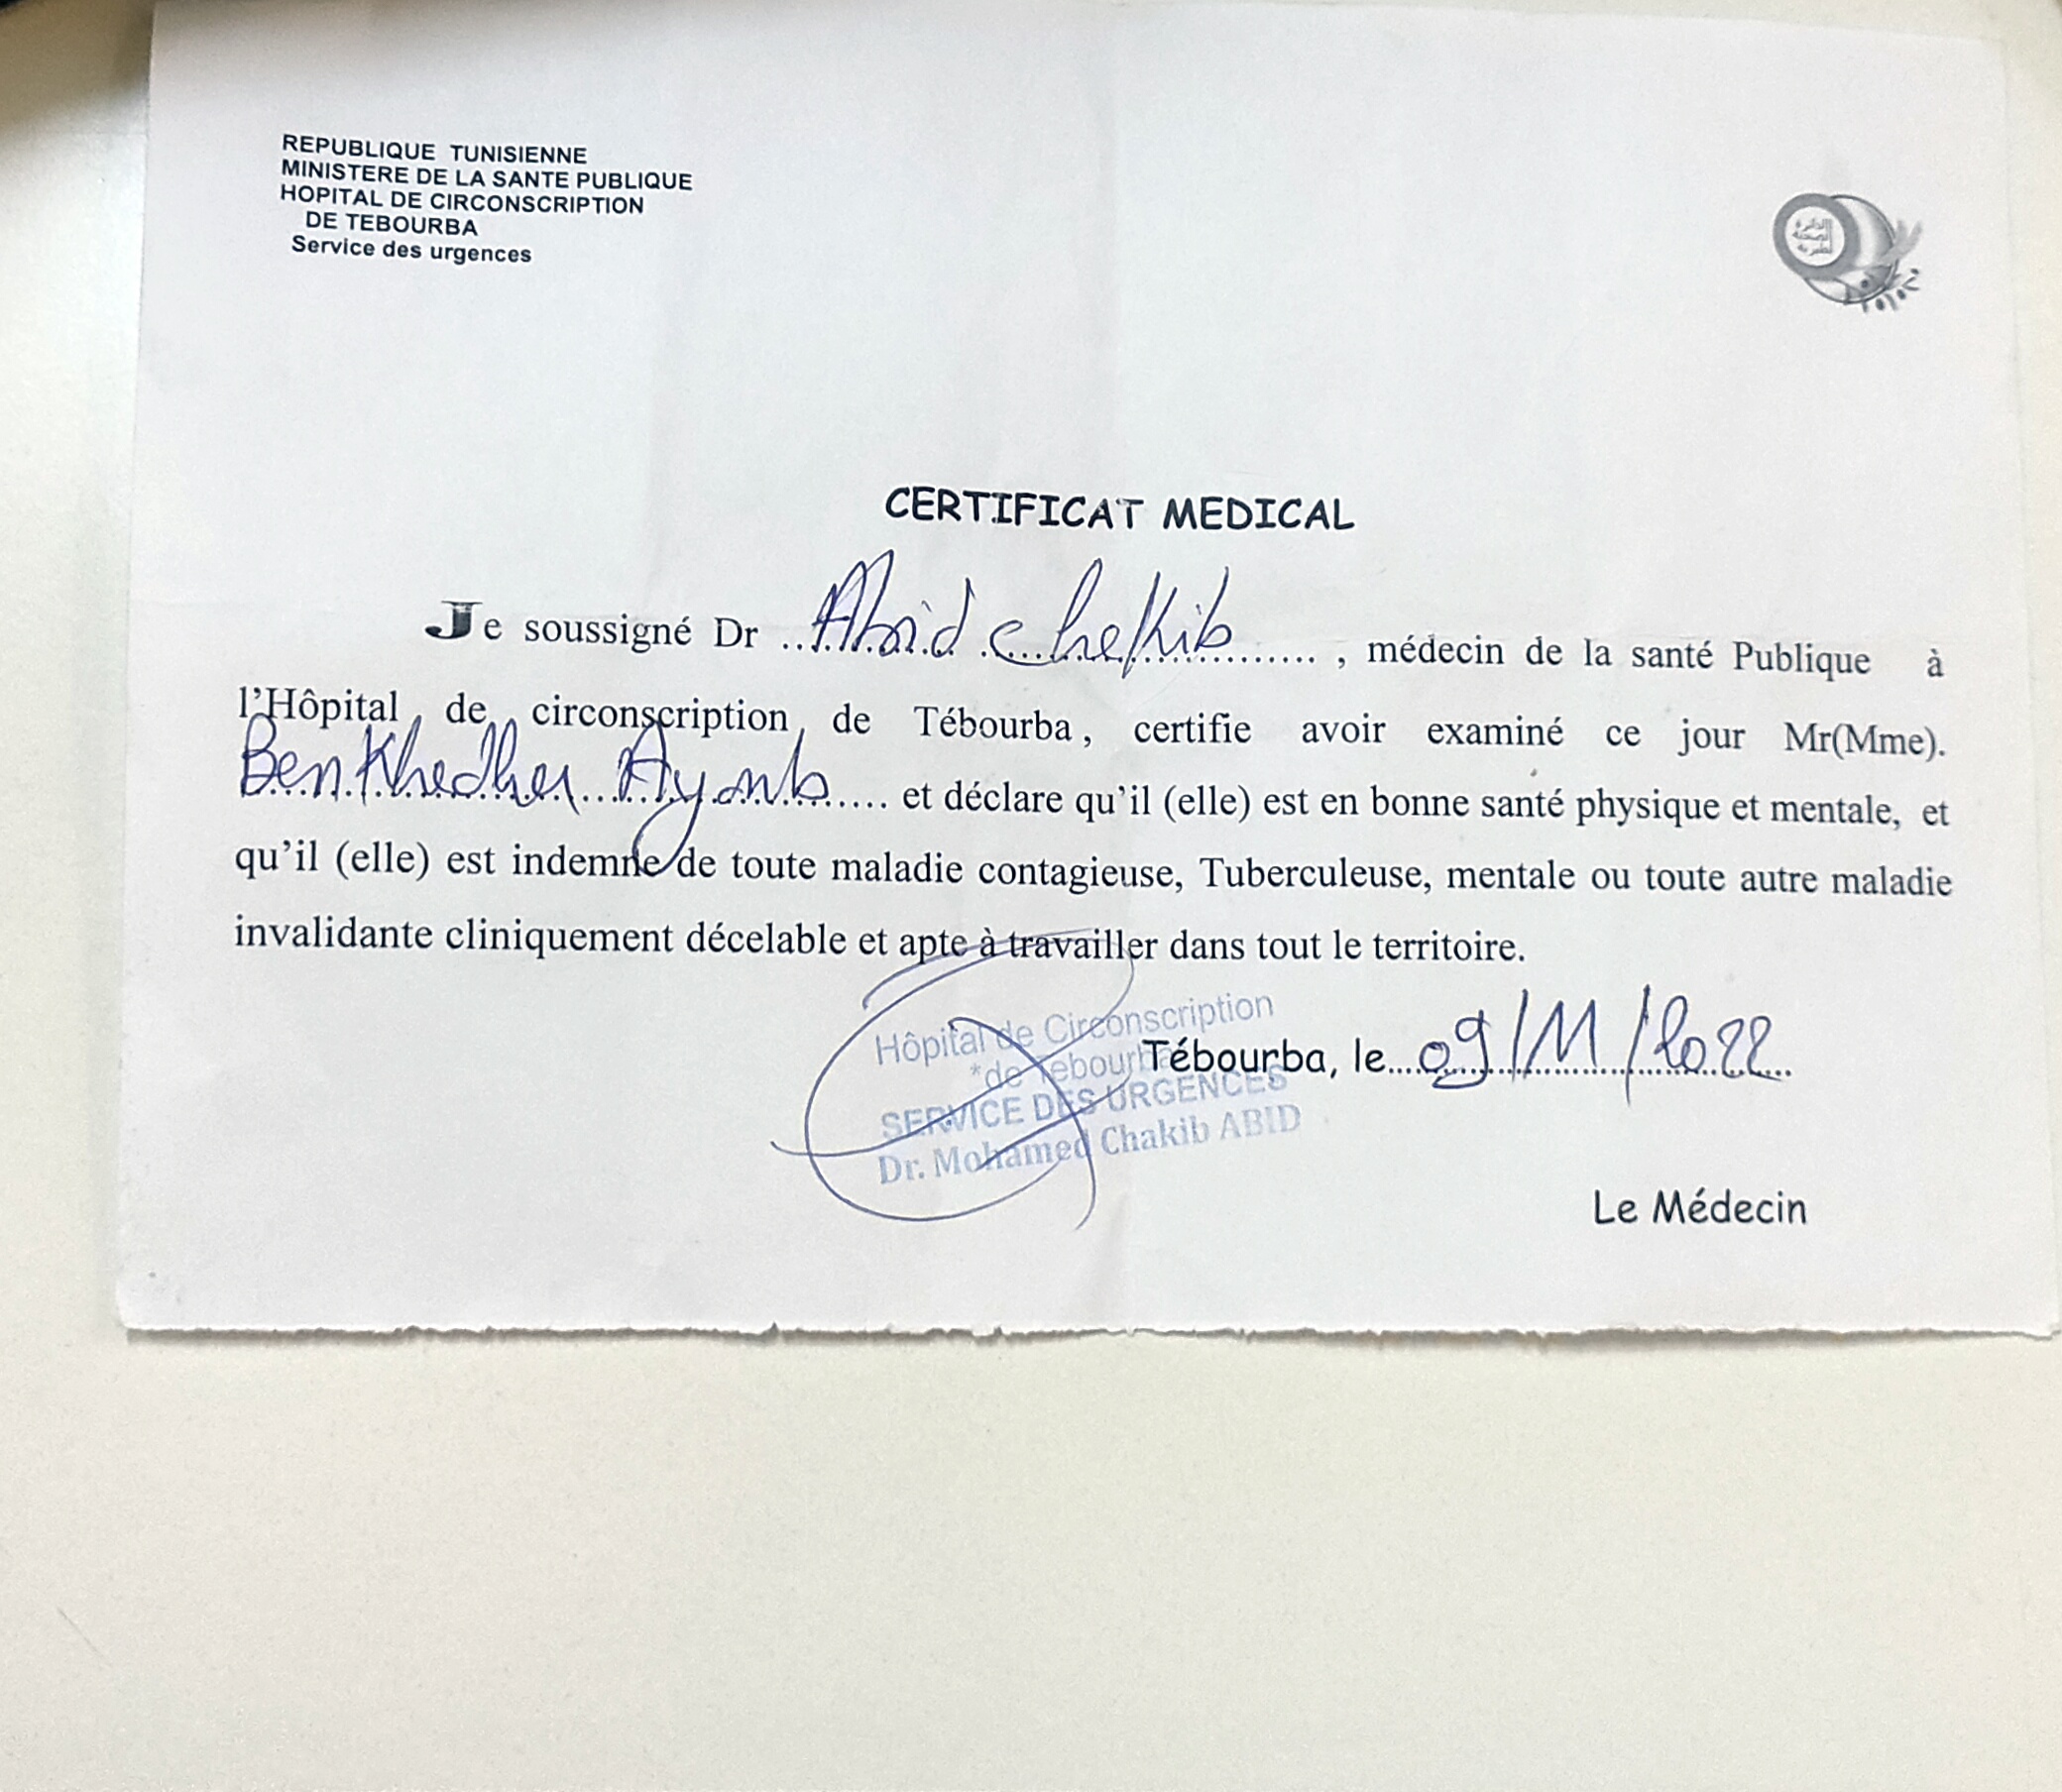 REPUBLIQUE TUNISIENNE
MINISTERE DE LA SANTE PUBLIQUE
HOPITAL DE CIRCONSCRIPTION
DE TEBOURBA
Service des urgences
CERTIFICAT MEDICAL
Je soussigné Dr ..Abid chekib......... , médecin de la santé Publique à
l'Hôpital de circonscription de Tébourba, certifie avoir examiné ce jour Mr(Mme).
Ben Khedher...Ayoub..... et déclare qu'il (elle) est en bonne santé physique et mentale, et
qu'il (elle) est indemne de toute maladie contagieuse, Tuberculeuse, mentale ou toute autre maladie
invalidante cliniquement décelable et apte à travailler dans tout le territoire.
Hôpital de Circonscription
*de Tebourba
SERVICE DES URGENCES
Dr. Mohamed Chakib ABID
Tébourba, le...09/11/2022...
Le Médecin